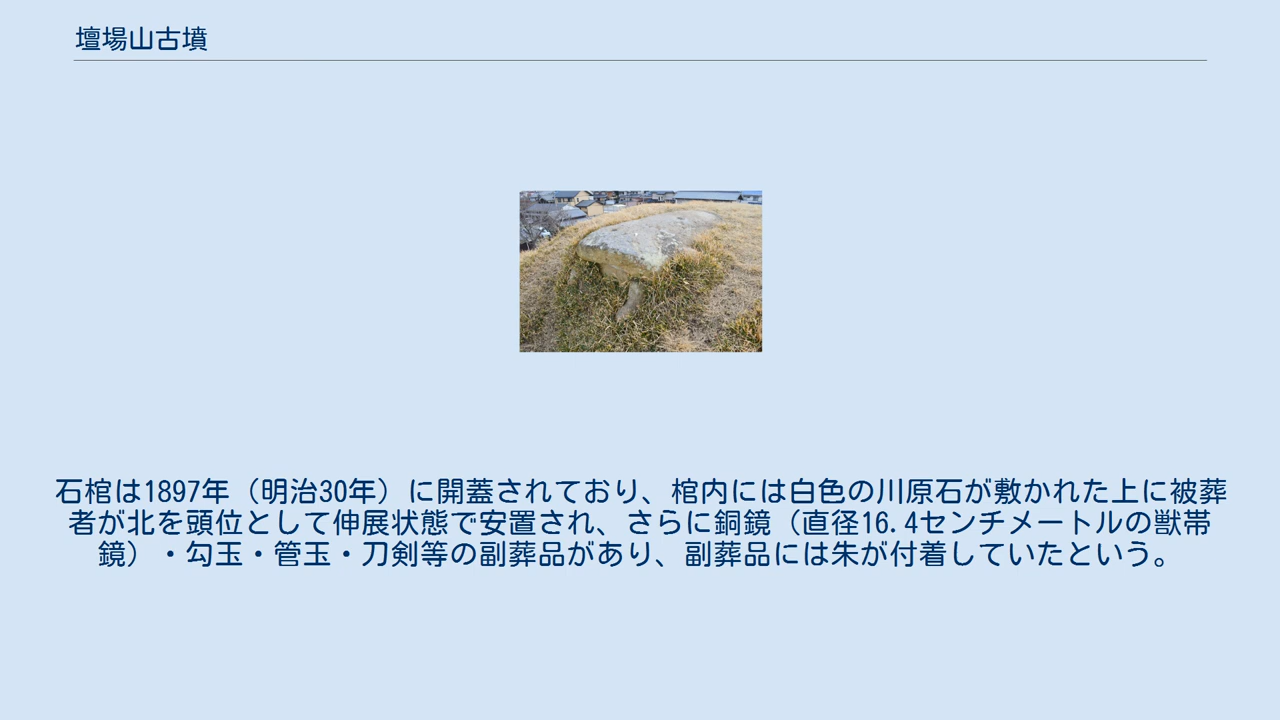 壇場山古墳
石棺は1897年（明治30年）に開蓋されており、棺内には白色の川原石が敷かれた上に被葬
者が北を頭位として伸展状態で安置され、さらに銅鏡（直径16.4センチメートルの獣帯
鏡）・勾玉・管玉・刀剣等の副葬品があり、副葬品には朱が付着していたという。